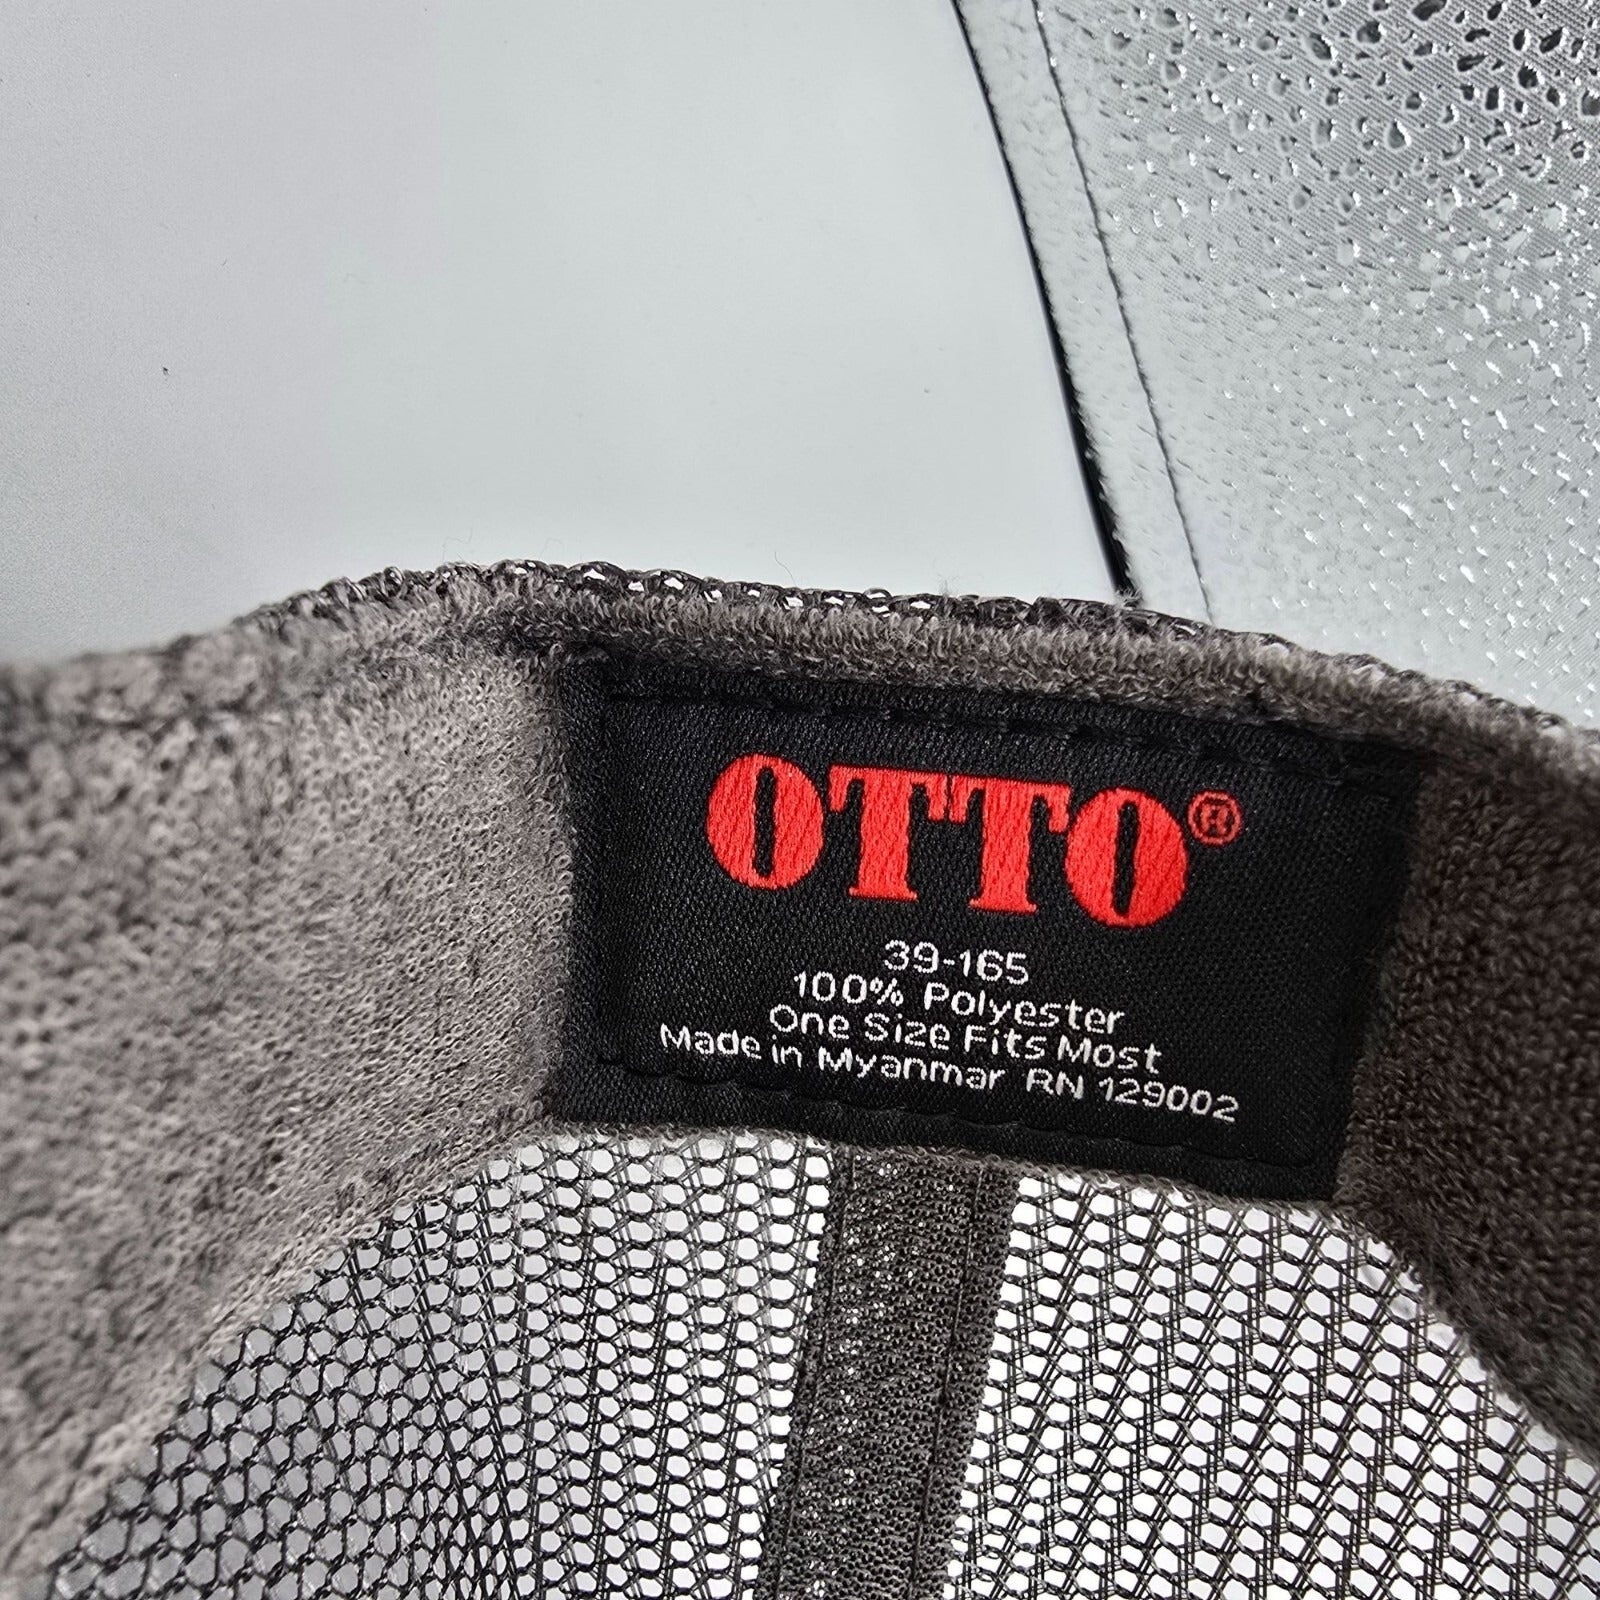 OTTO®
39-165
100% Polyester
One Size Fits Most
Made in Myanmar RN 129002